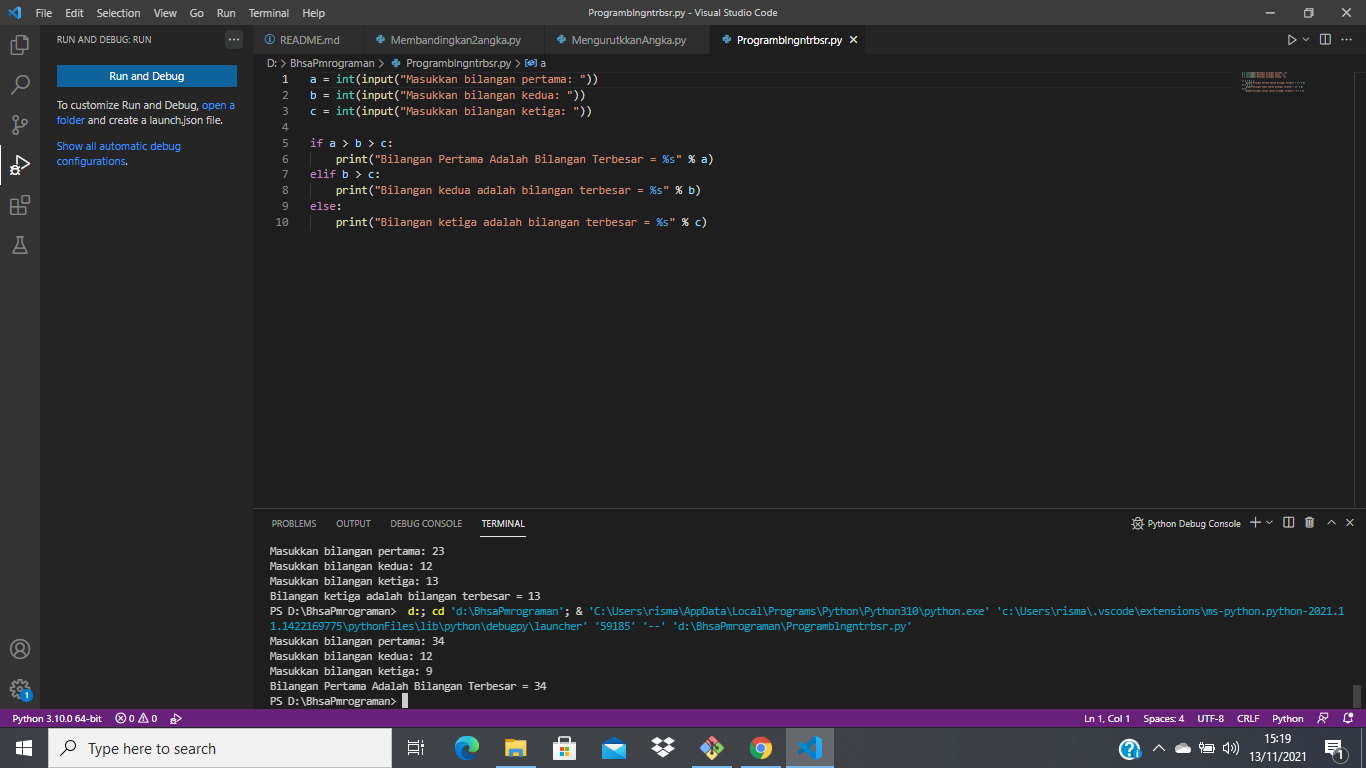 File Edit Selection View Go Run Terminal Help
Programblngntrbsr.py - Visual Studio Code
RUN AND DEBUG: RUN
README.md Membandingkan2angka.py MengurutkkanAngka.py Programblngntrbsr.py
Run and Debug
To customize Run and Debug, open a
folder and create a launch.json file.
Show all automatic debug
configurations.
D: > BhsaPmrograman > Programblngntrbsr.py > a
1 a = int(input("Masukkan bilangan pertama: "))
2 b = int(input("Masukkan bilangan kedua: "))
3 c = int(input("Masukkan bilangan ketiga: "))
4
5 if a > b > c:
6 print("Bilangan Pertama Adalah Bilangan Terbesar = %s" % a)
7 elif b > c:
8 print("Bilangan kedua adalah bilangan terbesar = %s" % b)
9 else:
10 print("Bilangan ketiga adalah bilangan terbesar = %s" % c)
PROBLEMS OUTPUT DEBUG CONSOLE TERMINAL
Python Debug Console
Masukkan bilangan pertama: 23
Masukkan bilangan kedua: 12
Masukkan bilangan ketiga: 13
Bilangan ketiga adalah bilangan terbesar = 13
PS D:\BhsaPmrograman>  d:; cd 'd:\BhsaPmrograman'; & 'C:\Users\risma\AppData\Local\Programs\Python\Python310\python.exe' 'c:\Users\risma\.vscode\extensions\ms-python.python-2021.1
1.1422169775\pythonFiles\lib\python\debugpy\launcher' '59185' '--' 'd:\BhsaPmrograman\Programblngntrbsr.py'
Masukkan bilangan pertama: 34
Masukkan bilangan kedua: 12
Masukkan bilangan ketiga: 9
Bilangan Pertama Adalah Bilangan Terbesar = 34
PS D:\BhsaPmrograman>
1
Python 3.10.0 64-bit 0 0
Ln 1, Col 1 Spaces: 4 UTF-8 CRLF Python
Type here to search
15:19
13/11/2021
1